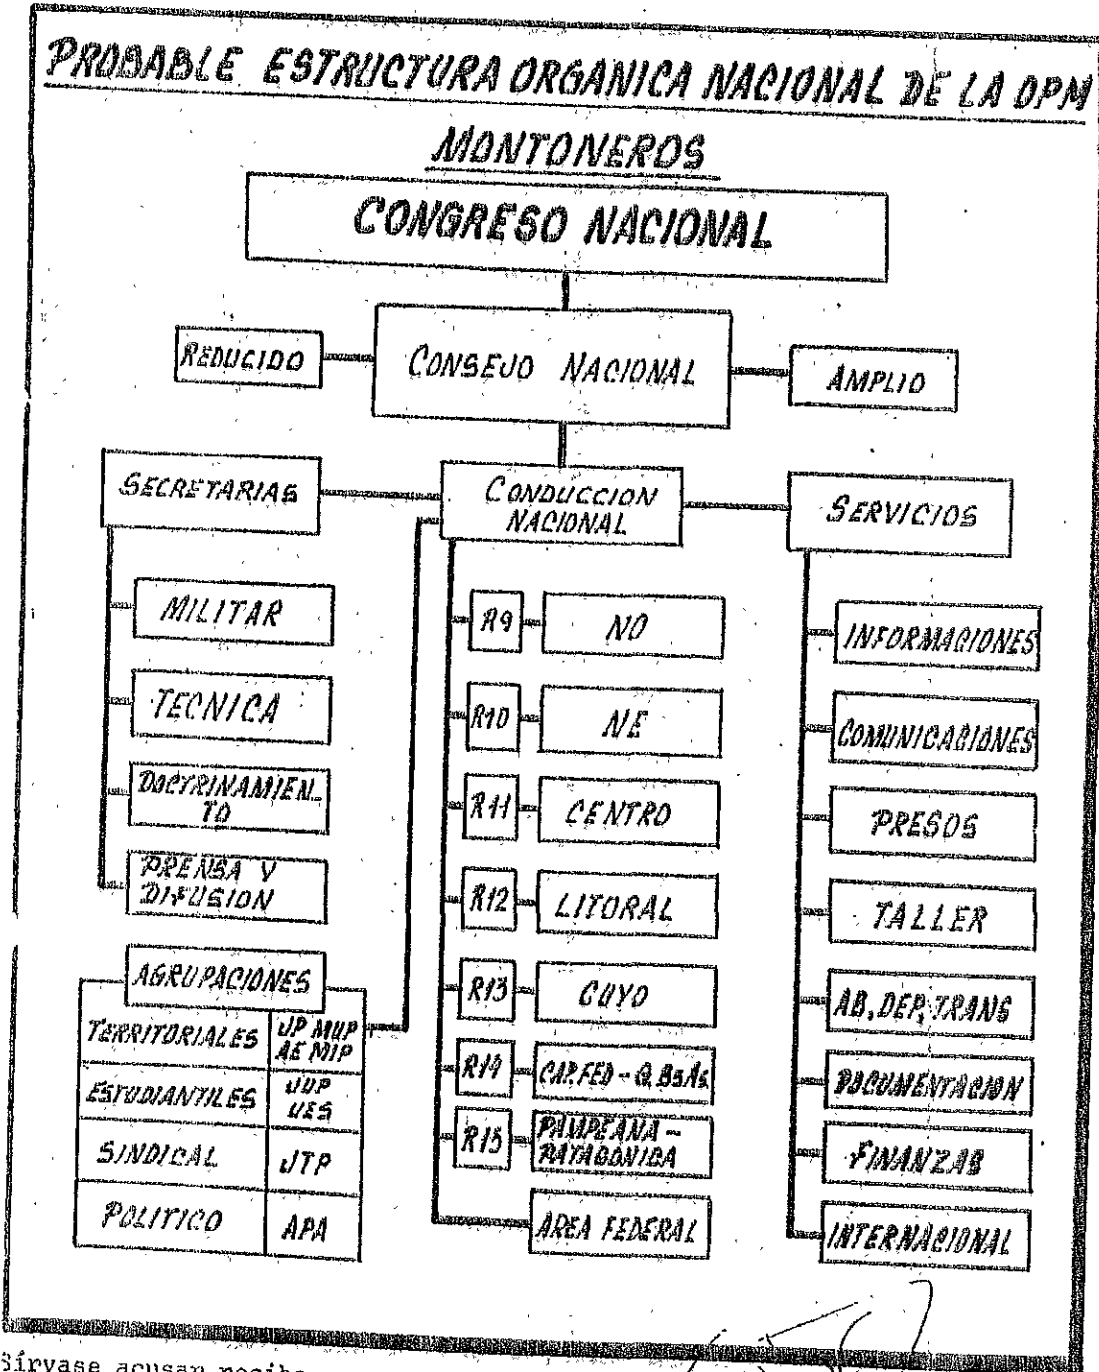 PROBABLE ESTRUCTURA ORGANICA NACIONAL DE LA OPM
MONTONEROS
CONGRESO NACIONAL
REDUCIDO
CONSEJO NACIONAL
AMPLIO
SECRETARIAS
CONDUCCION
NACIONAL
SERVICIOS
MILITAR
TECNICA
DOCTRINAMIEN_
TO
PRENSA Y
DIFUSION
AGRUPACIONES
TERRITORIALES JP MUP
AE MIP
ESTUDIANTILES JUP
UES
SINDICAL JTP
POLITICO APA
R9 NO
R10 NE
R11 CENTRO
R12 LITORAL
R13 CUYO
R14 CAP.FED - G.BsAs.
R15 PAMPEANA -
PATAGONICA
AREA FEDERAL
INFORMACIONES
COMUNICACIONES
PRESOS
TALLER
AB, DEP, TRANS
DOCUMENTACION
FINANZAS
INTERNACIONAL
Sírvase acusar recibo